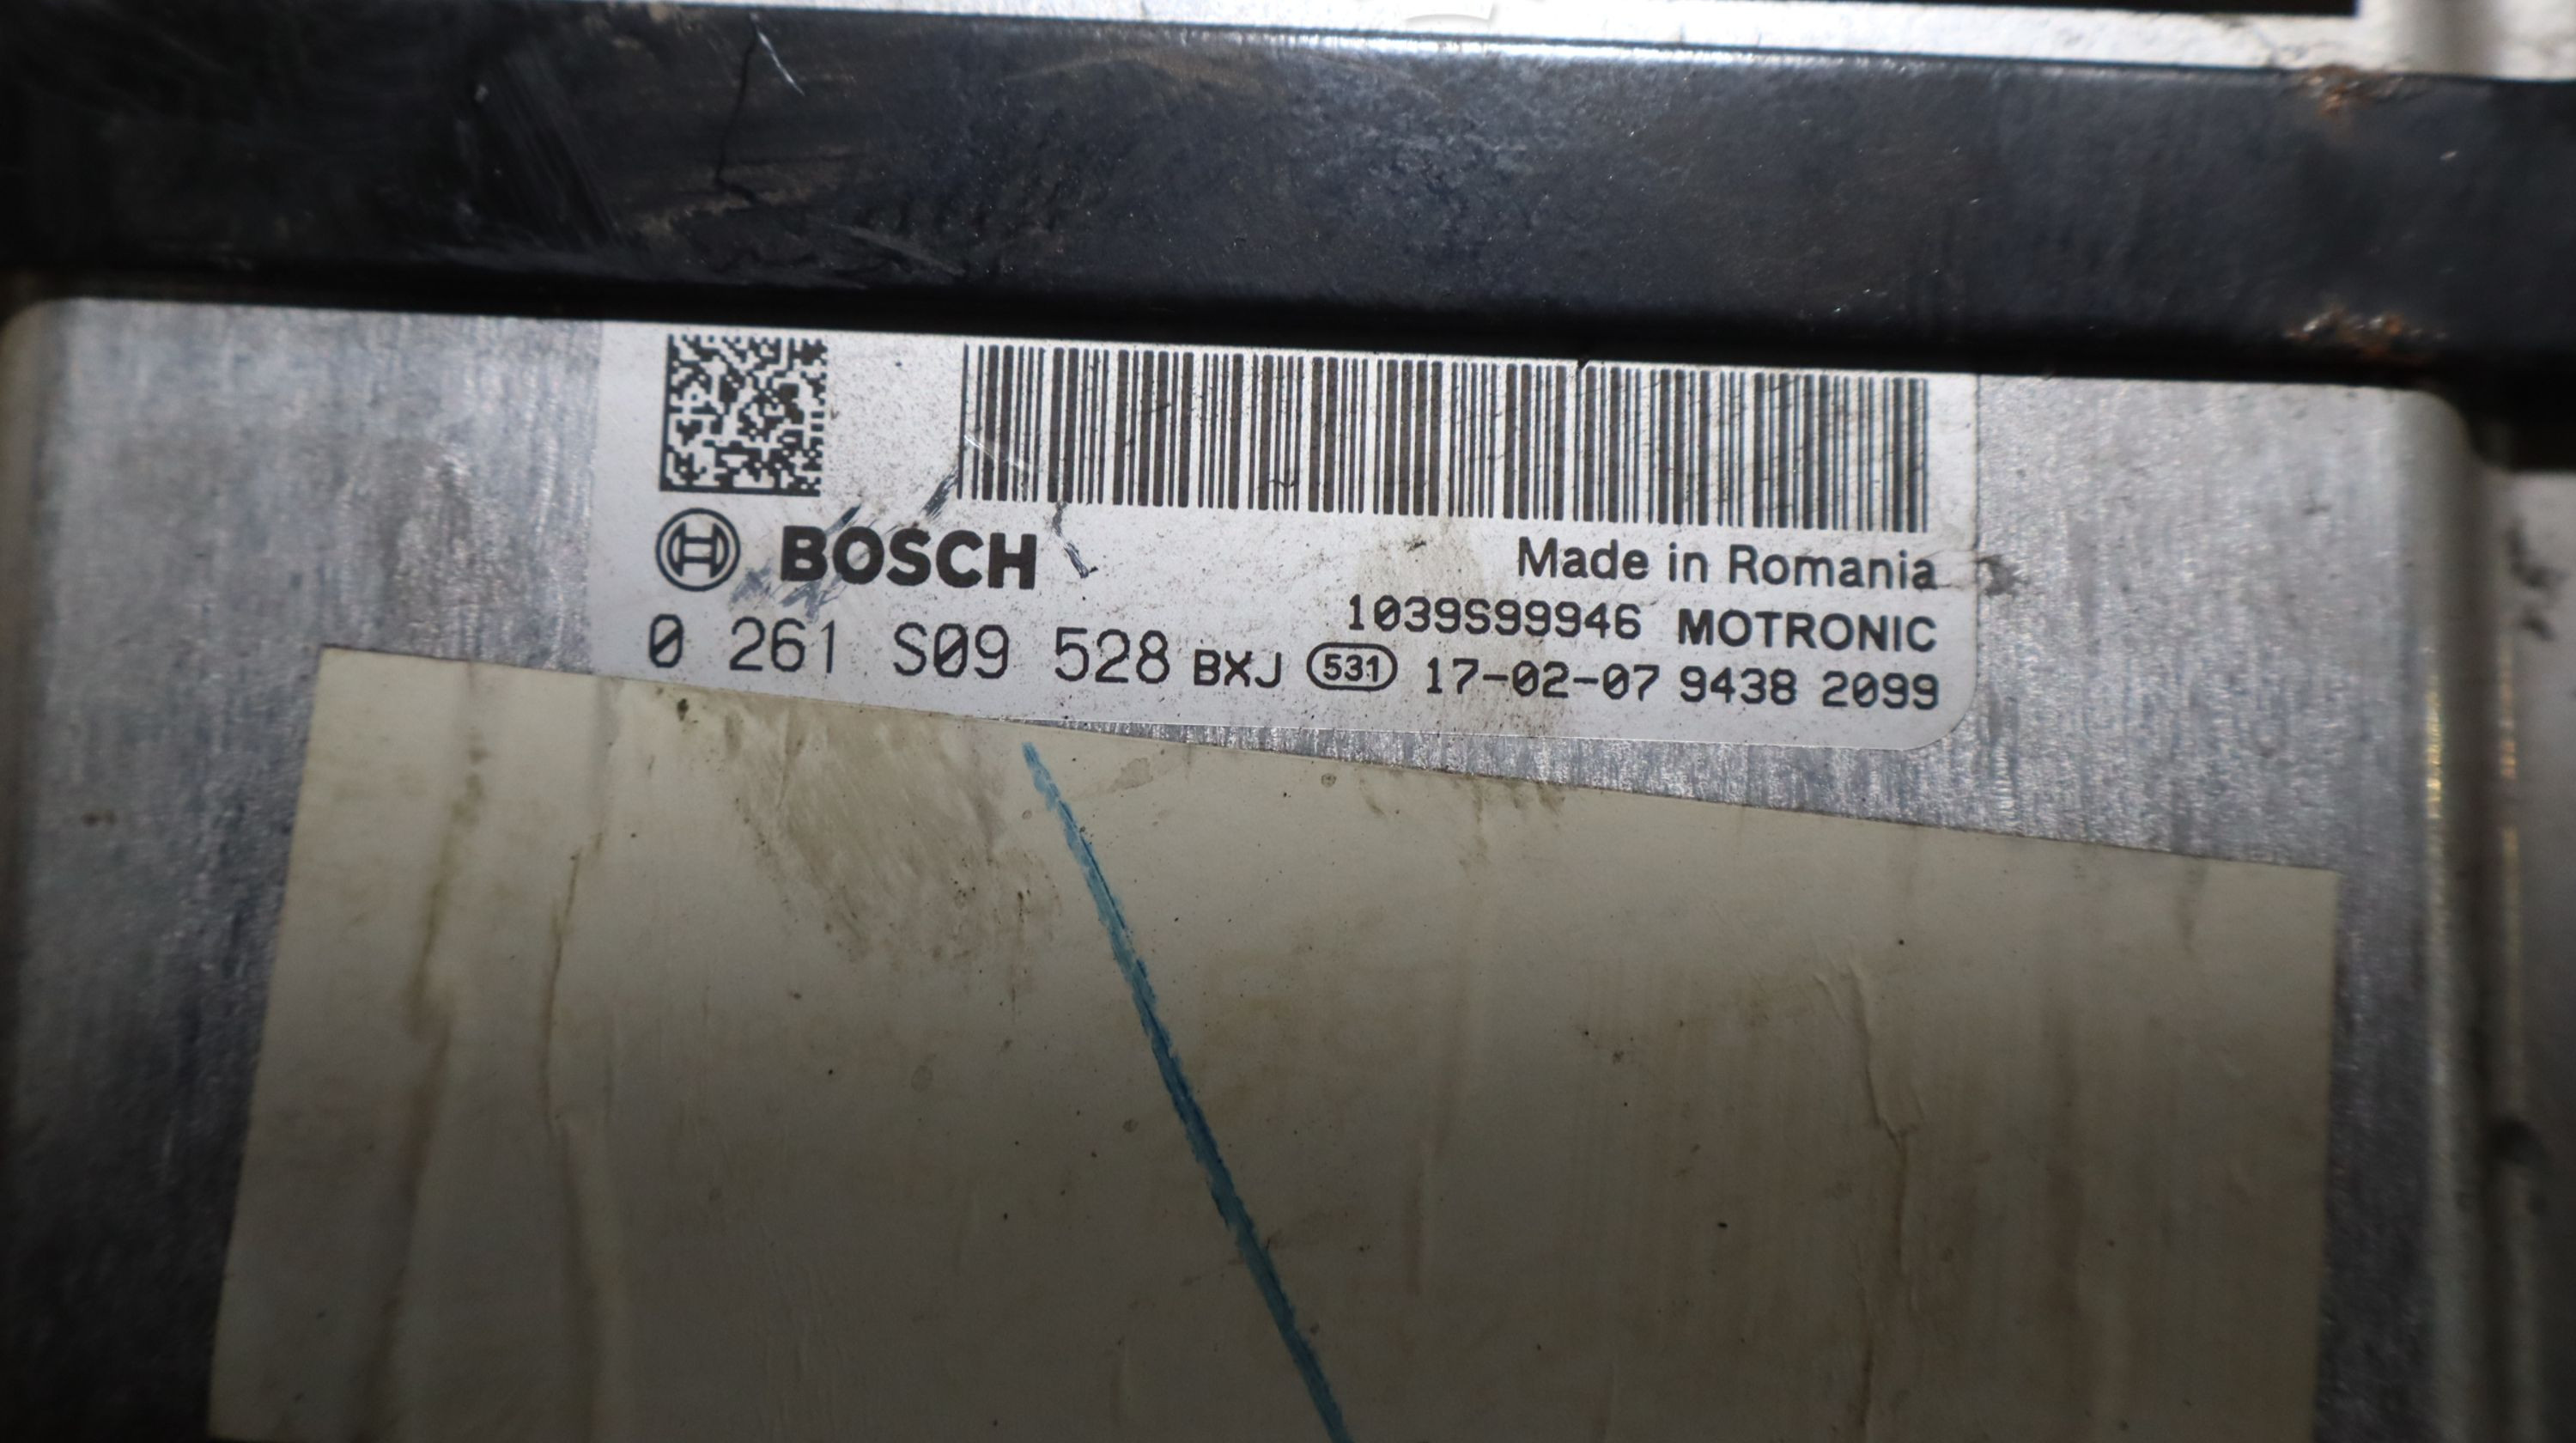 BOSCH
Made in Romania
1039S99946 MOTRONIC
0 261 S09 528 BXJ 531 17-02-07 9438 2099